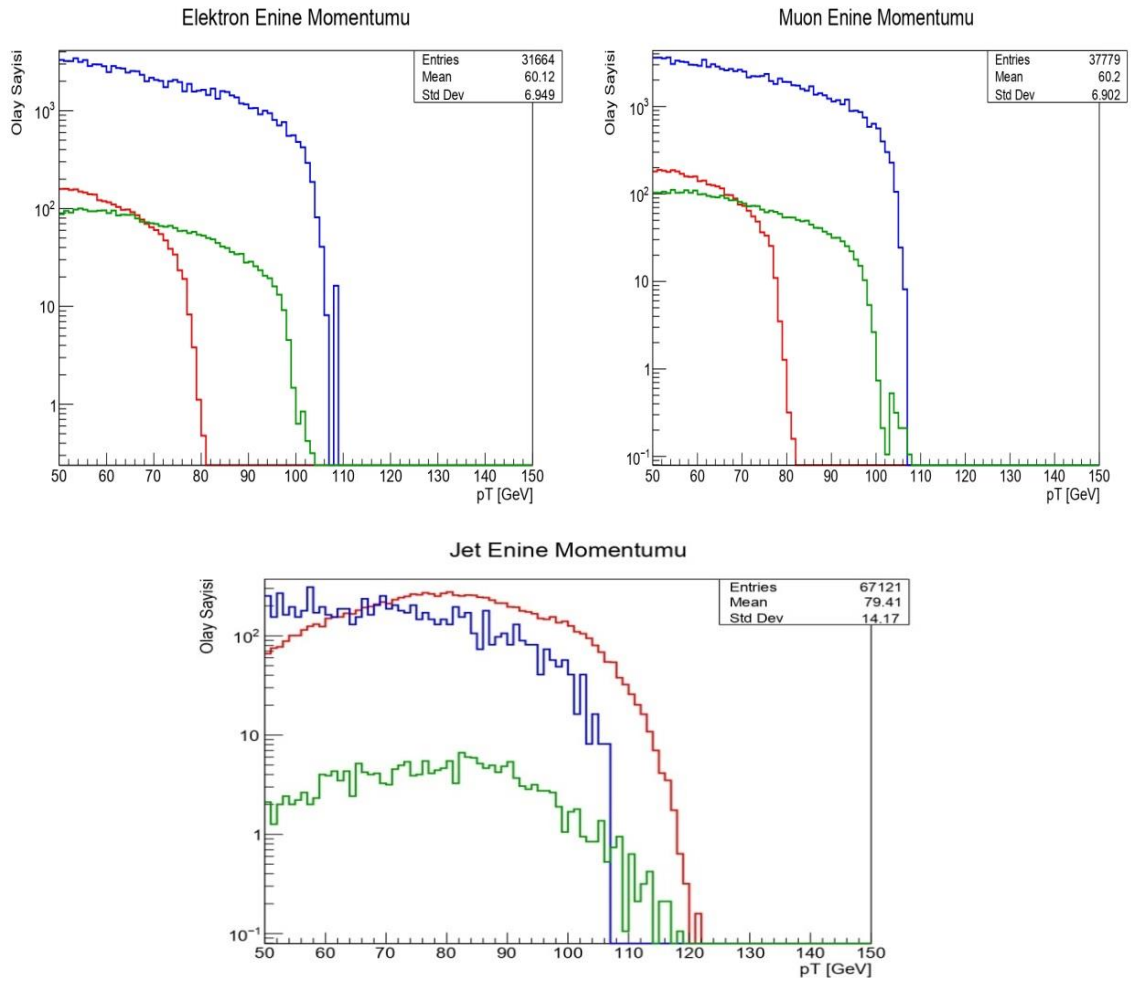 Elektron Enine Momentumu
Olay Sayisi
Entries 31664
Mean 60.12
Std Dev 6.949
10³
10²
10
1
50 60 70 80 90 100 110 120 130 140 150
pT [GeV]
Muon Enine Momentumu
Olay Sayisi
Entries 37779
Mean 60.2
Std Dev 6.902
10³
10²
10
1
10⁻¹
50 60 70 80 90 100 110 120 130 140 150
pT [GeV]
Jet Enine Momentumu
Olay Sayisi
Entries 67121
Mean 79.41
Std Dev 14.17
10²
10
1
10⁻¹
50 60 70 80 90 100 110 120 130 140 150
pT [GeV]